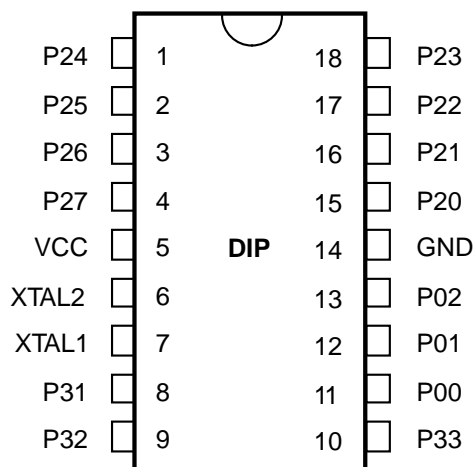 P24 1 18 P23
P25 2 17 P22
P26 3 16 P21
P27 4 15 P20
VCC 5 DIP 14 GND
XTAL2 6 13 P02
XTAL1 7 12 P01
P31 8 11 P00
P32 9 10 P33